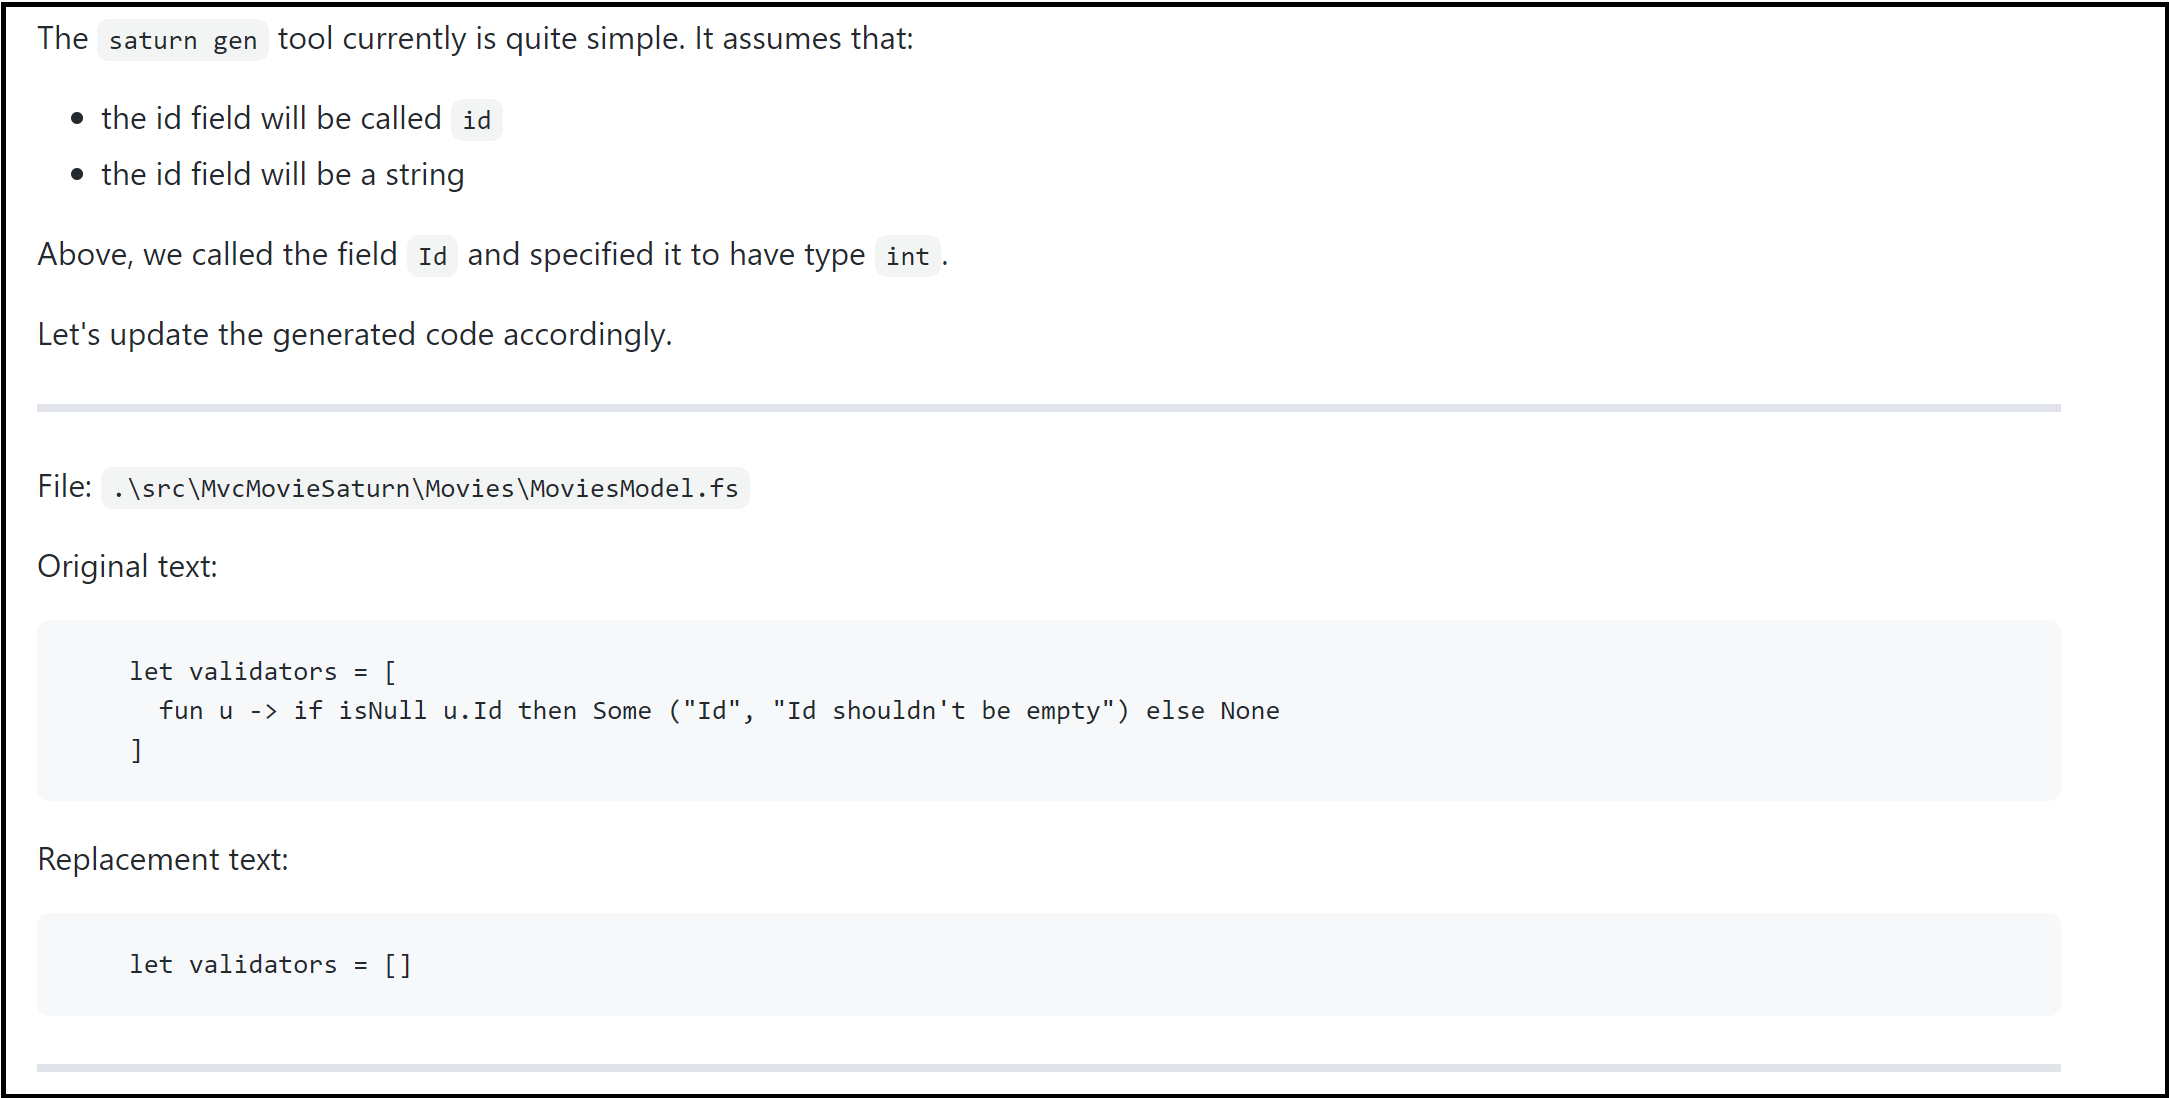 The saturn gen tool currently is quite simple. It assumes that:
• the id field will be called id
• the id field will be a string
Above, we called the field Id and specified it to have type int.
Let's update the generated code accordingly.
File: .\src\MvcMovieSaturn\Movies\MoviesModel.fs
Original text:
let validators = [
  fun u -> if isNull u.Id then Some ("Id", "Id shouldn't be empty") else None
]
Replacement text:
let validators = []